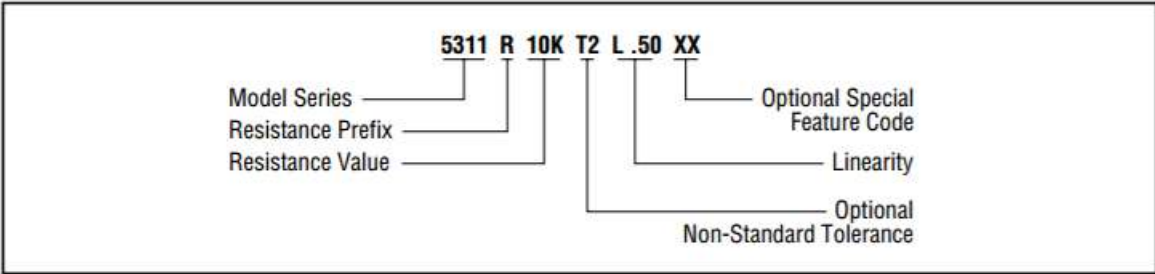 5311 R 10K T2 L .50 XX
Model Series
Resistance Prefix
Resistance Value
Optional Special
Feature Code
Linearity
Optional
Non-Standard Tolerance